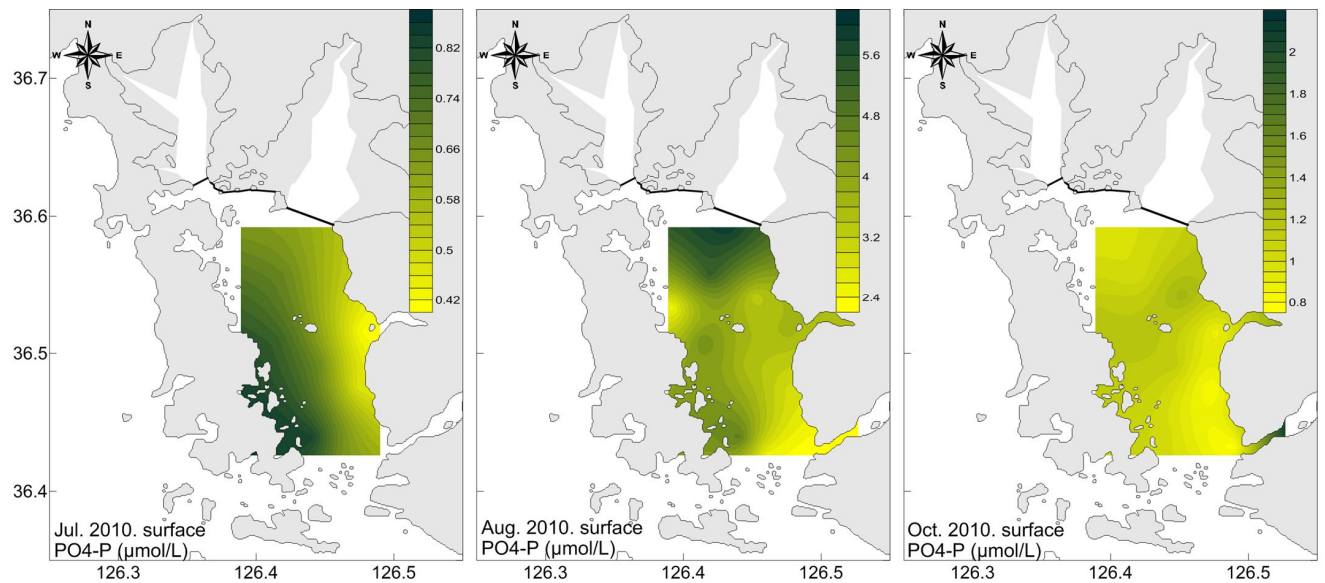 N
W E
S
0.82
0.74
0.66
0.58
0.5
0.42
Jul. 2010. surface
PO4-P (µmol/L)
N
W E
S
5.6
4.8
4
3.2
2.4
Aug. 2010. surface
PO4-P (µmol/L)
N
W E
S
2
1.8
1.6
1.4
1.2
1
0.8
Oct. 2010. surface
PO4-P (µmol/L)
36.7
36.6
36.5
36.4
126.3 126.4 126.5 126.3 126.4 126.5 126.3 126.4 126.5